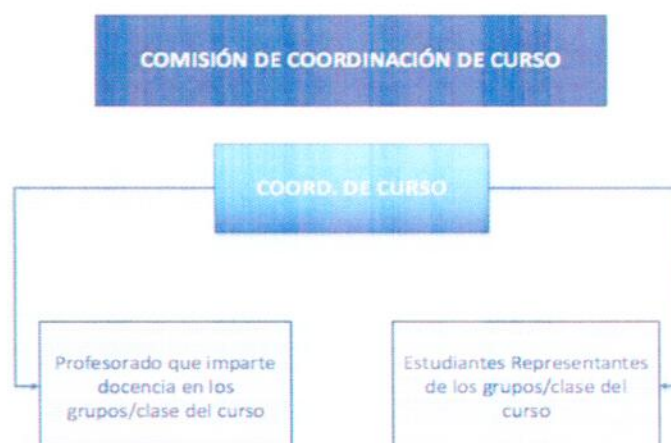 COMISIÓN DE COORDINACIÓN DE CURSO
COORD. DE CURSO
Profesorado que imparte
docencia en los
grupos/clase del curso
Estudiantes Representantes
de los grupos/clase del
curso